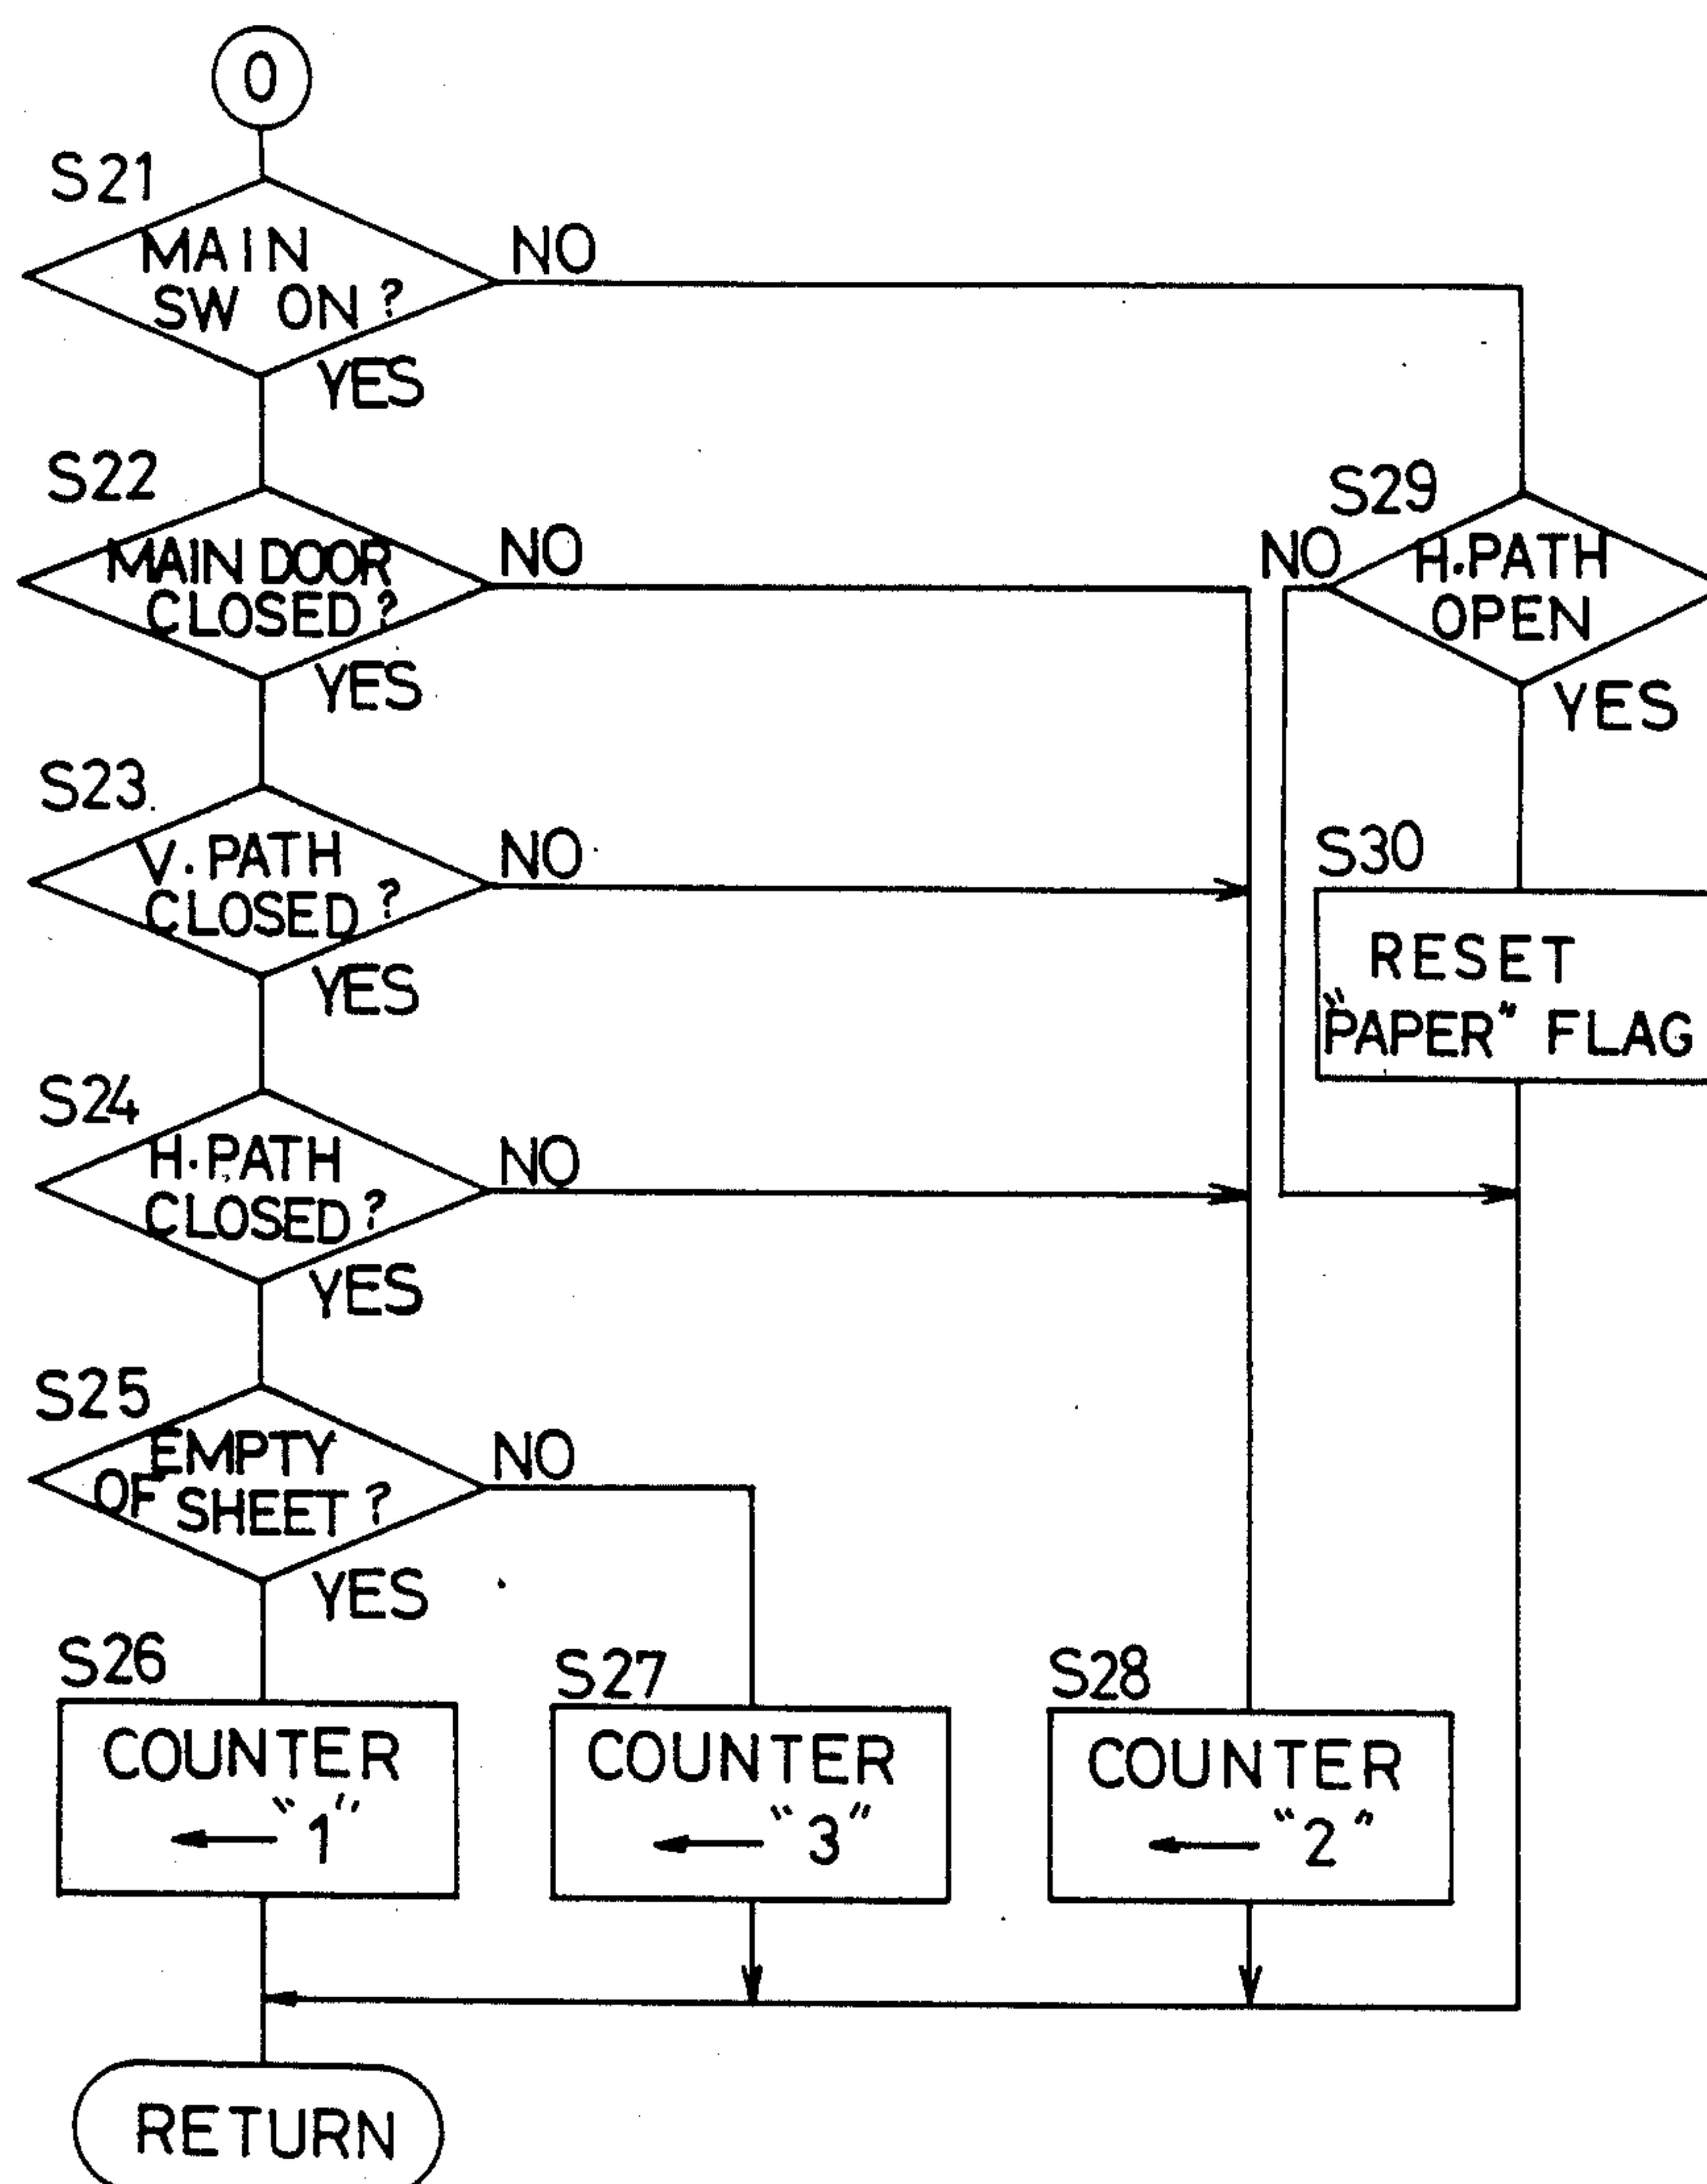 0
S21
MAIN
SW ON ?
NO
YES
S22
MAIN DOOR
CLOSED ?
NO
YES
S23
V. PATH
CLOSED ?
NO
YES
S24
H. PATH
CLOSED ?
NO
YES
S25
EMPTY
OF SHEET ?
NO
YES
S26
COUNTER
← "1"
S27
COUNTER
← "3"
S28
COUNTER
← "2"
S29
NO
H.PATH
OPEN
YES
S30
RESET
"PAPER" FLAG
RETURN